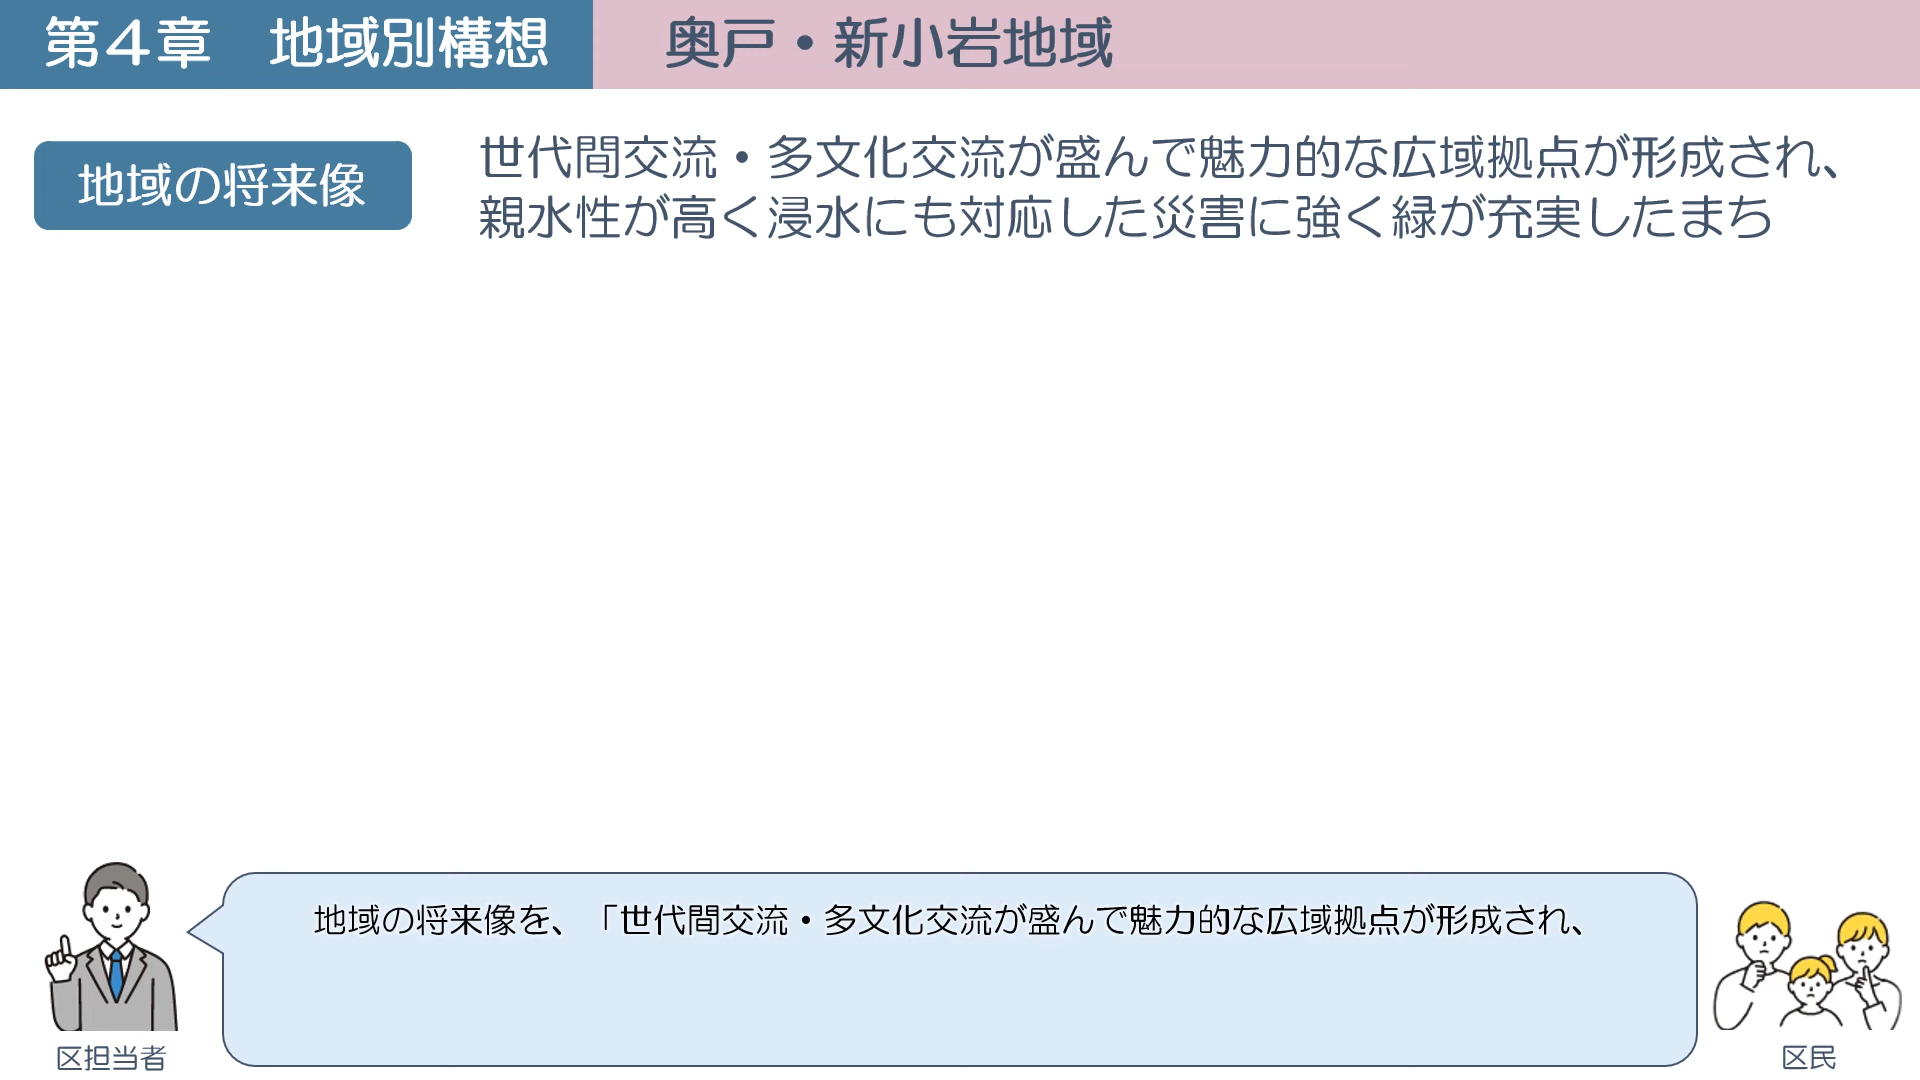 第４章　地域別構想
奥戸・新小岩地域
地域の将来像
世代間交流・多文化交流が盛んで魅力的な広域拠点が形成され、
親水性が高く浸水にも対応した災害に強く緑が充実したまち
地域の将来像を、「世代間交流・多文化交流が盛んで魅力的な広域拠点が形成され、
区担当者
区民